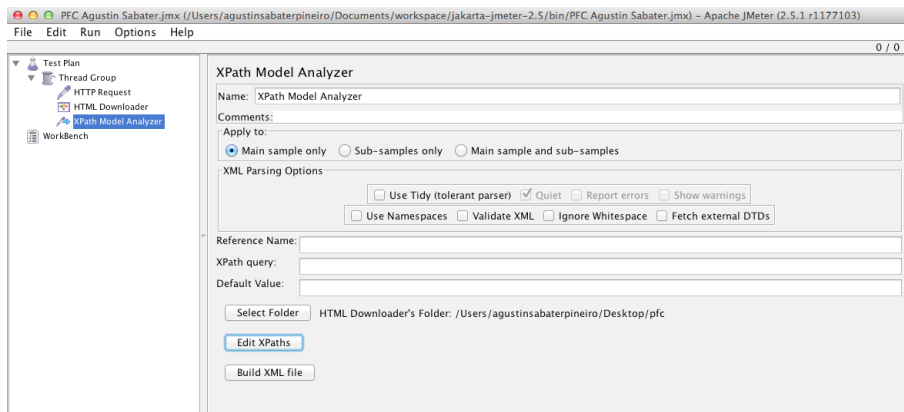 PFC Agustin Sabater.jmx (/Users/agustinsabaterpineiro/Documents/workspace/jakarta-jmeter-2.5/bin/PFC Agustin Sabater.jmx) – Apache JMeter (2.5.1 r1177103)
File Edit Run Options Help
0 / 0
Test Plan
Thread Group
HTTP Request
HTML Downloader
XPath Model Analyzer
WorkBench
XPath Model Analyzer
Name: XPath Model Analyzer
Comments:
Apply to:
Main sample only Sub-samples only Main sample and sub-samples
XML Parsing Options
Use Tidy (tolerant parser) Quiet Report errors Show warnings
Use Namespaces Validate XML Ignore Whitespace Fetch external DTDs
Reference Name:
XPath query:
Default Value:
Select Folder HTML Downloader's Folder: /Users/agustinsabaterpineiro/Desktop/pfc
Edit XPaths
Build XML file